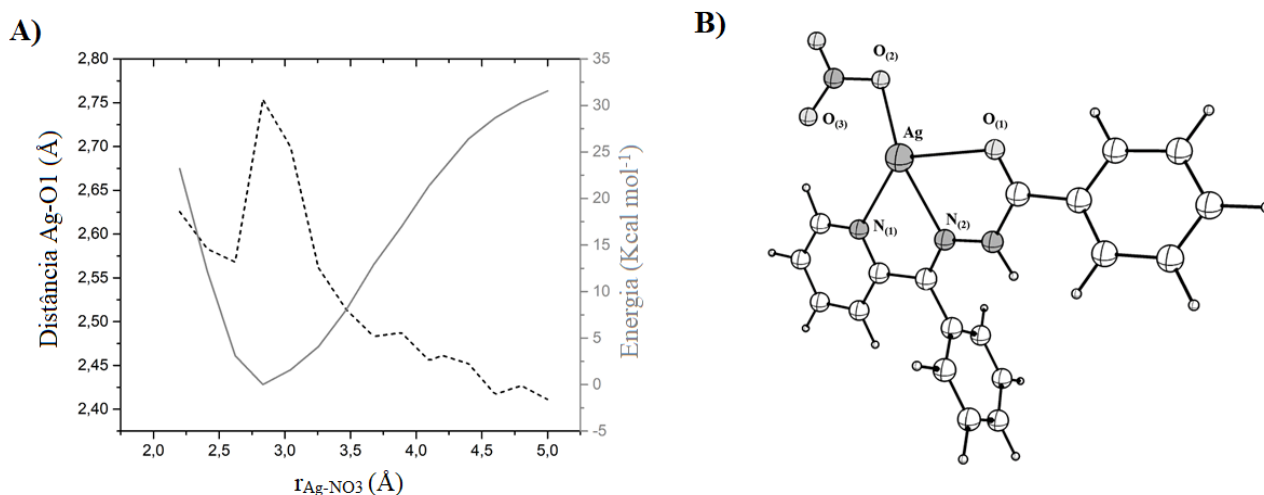 A)
Distância Ag-O1 (Å)
2,80
2,75
2,70
2,65
2,60
2,55
2,50
2,45
2,40
35
30
25
20
15
10
5
0
-5
Energia (Kcal mol-1)
2,0 2,5 3,0 3,5 4,0 4,5 5,0
rAg-NO3 (Å)
B)
O(2)
O(3)
Ag
O(1)
N(1)
N(2)